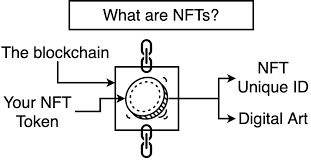 What are NFTs?
The blockchain
Your NFT
Token
NFT
Unique ID
Digital Art